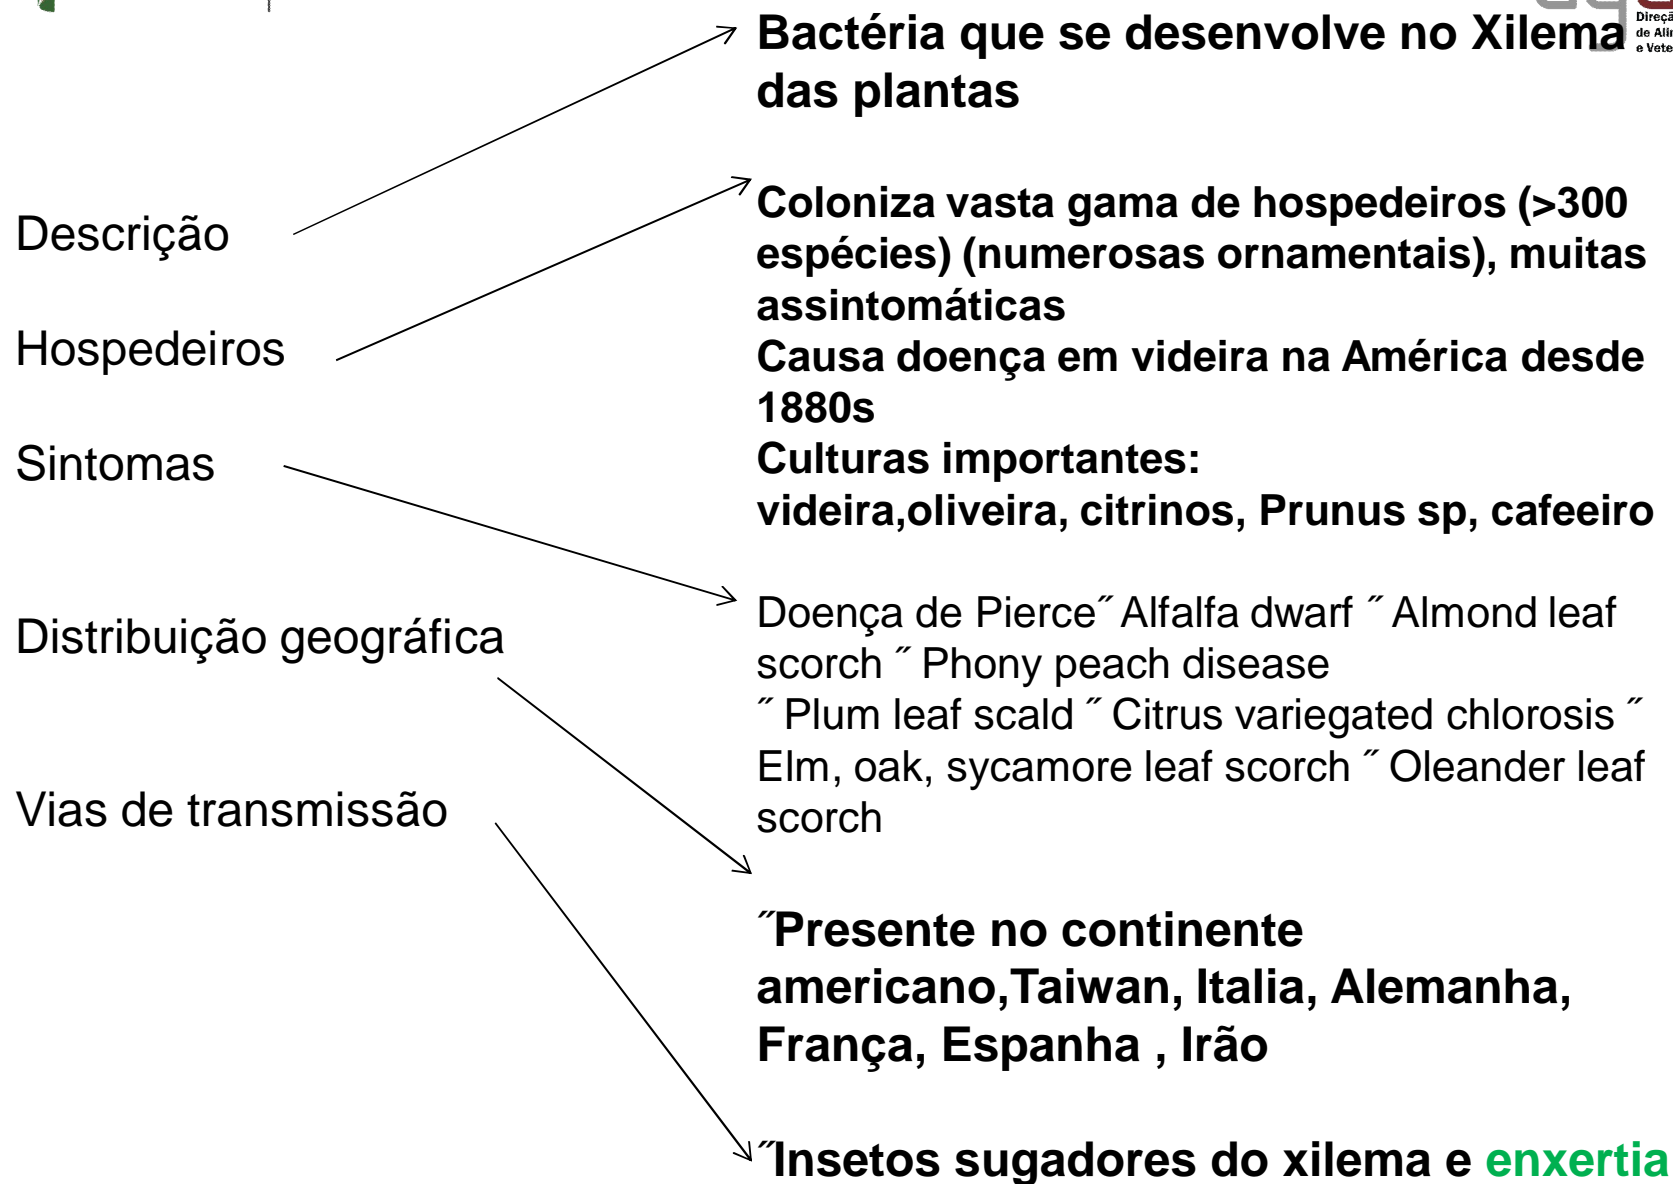 Direçã
de Alim
e Vete
Bactéria que se desenvolve no Xilema
das plantas
Descrição
Hospedeiros
Sintomas
Distribuição geográfica
Vias de transmissão
Coloniza vasta gama de hospedeiros (>300
espécies) (numerosas ornamentais), muitas
assintomáticas
Causa doença em videira na América desde
1880s
Culturas importantes:
videira,oliveira, citrinos, Prunus sp, cafeeiro
Doença de Pierce˝ Alfalfa dwarf ˝ Almond leaf
scorch ˝ Phony peach disease
˝ Plum leaf scald ˝ Citrus variegated chlorosis ˝
Elm, oak, sycamore leaf scorch ˝ Oleander leaf
scorch
˝Presente no continente
americano,Taiwan, Italia, Alemanha,
França, Espanha , Irão
˝Insetos sugadores do xilema e enxertia